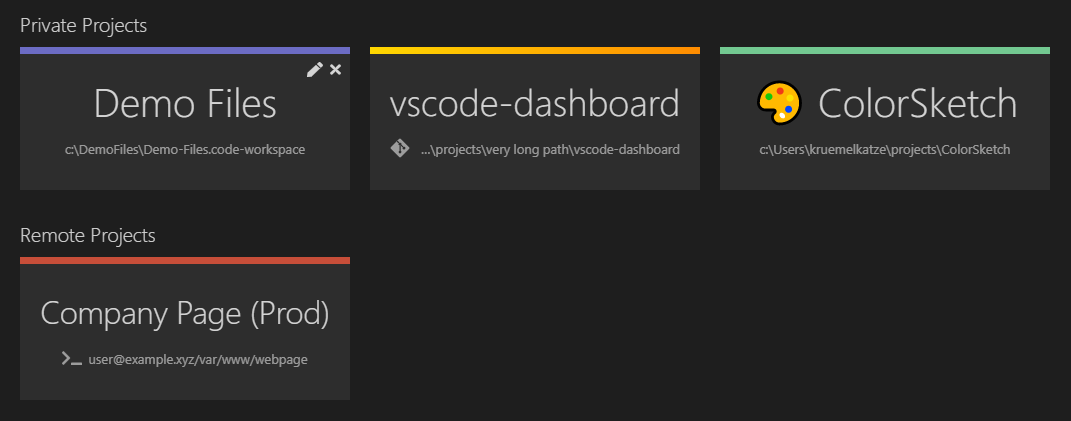 Private Projects
Demo Files
c:\DemoFiles\Demo-Files.code-workspace
vscode-dashboard
...\projects\very long path\vscode-dashboard
ColorSketch
c:\Users\kruemelkatze\projects\ColorSketch
Remote Projects
Company Page (Prod)
user@example.xyz/var/www/webpage